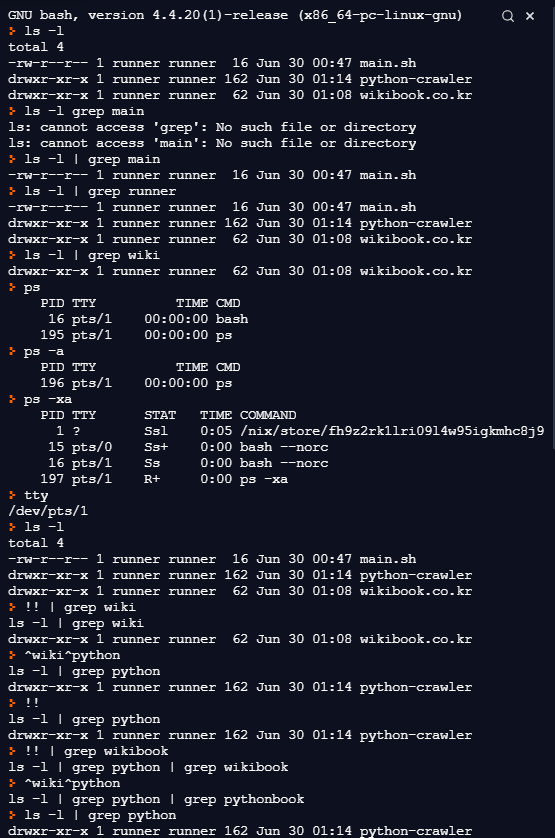 GNU bash, version 4.4.20(1)-release (x86_64-pc-linux-gnu)
> ls -l
total 4
-rw-r--r-- 1 runner runner  16 Jun 30 00:47 main.sh
drwxr-xr-x 1 runner runner 162 Jun 30 01:14 python-crawler
drwxr-xr-x 1 runner runner  62 Jun 30 01:08 wikibook.co.kr
> ls -l grep main
ls: cannot access 'grep': No such file or directory
ls: cannot access 'main': No such file or directory
> ls -l | grep main
-rw-r--r-- 1 runner runner  16 Jun 30 00:47 main.sh
> ls -l | grep runner
-rw-r--r-- 1 runner runner  16 Jun 30 00:47 main.sh
drwxr-xr-x 1 runner runner 162 Jun 30 01:14 python-crawler
drwxr-xr-x 1 runner runner  62 Jun 30 01:08 wikibook.co.kr
> ls -l | grep wiki
drwxr-xr-x 1 runner runner  62 Jun 30 01:08 wikibook.co.kr
> ps
    PID TTY          TIME CMD
     16 pts/1    00:00:00 bash
    195 pts/1    00:00:00 ps
> ps -a
    PID TTY          TIME CMD
    196 pts/1    00:00:00 ps
> ps -xa
    PID TTY      STAT   TIME COMMAND
      1 ?        Ssl    0:05 /nix/store/fh9z2rk1lri09l4w95igkmhc8j9
     15 pts/0    Ss+    0:00 bash --norc
     16 pts/1    Ss     0:00 bash --norc
    197 pts/1    R+     0:00 ps -xa
> tty
/dev/pts/1
> ls -l
total 4
-rw-r--r-- 1 runner runner  16 Jun 30 00:47 main.sh
drwxr-xr-x 1 runner runner 162 Jun 30 01:14 python-crawler
drwxr-xr-x 1 runner runner  62 Jun 30 01:08 wikibook.co.kr
> !! | grep wiki
ls -l | grep wiki
drwxr-xr-x 1 runner runner  62 Jun 30 01:08 wikibook.co.kr
> ^wiki^python
ls -l | grep python
drwxr-xr-x 1 runner runner 162 Jun 30 01:14 python-crawler
> !!
ls -l | grep python
drwxr-xr-x 1 runner runner 162 Jun 30 01:14 python-crawler
> !! | grep wikibook
ls -l | grep python | grep wikibook
> ^wiki^python
ls -l | grep python | grep pythonbook
> ls -l | grep python
drwxr-xr-x 1 runner runner 162 Jun 30 01:14 python-crawler